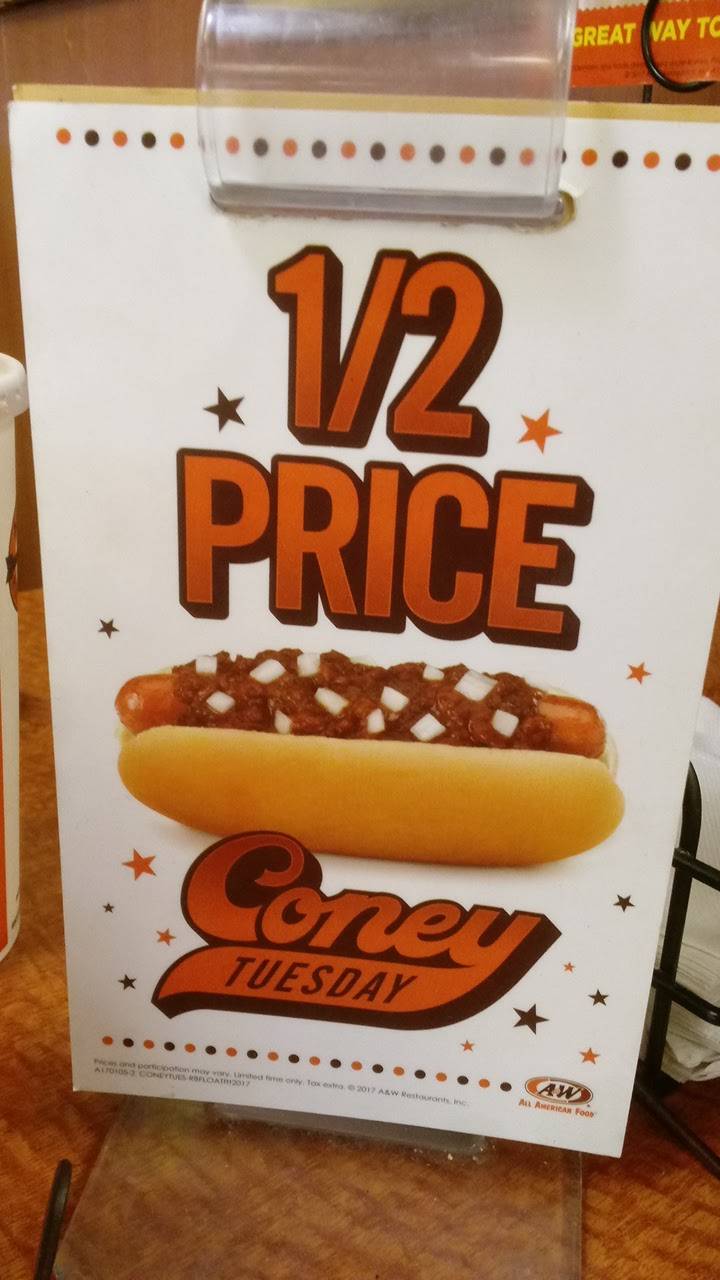 GREAT WAY TO
1/2
PRICE
Coney
TUESDAY
Prices and participation may vary. Limited time only. Tax extra. © 2017 A&W Restaurants, Inc.
A&W
ALL AMERICAN FOOD